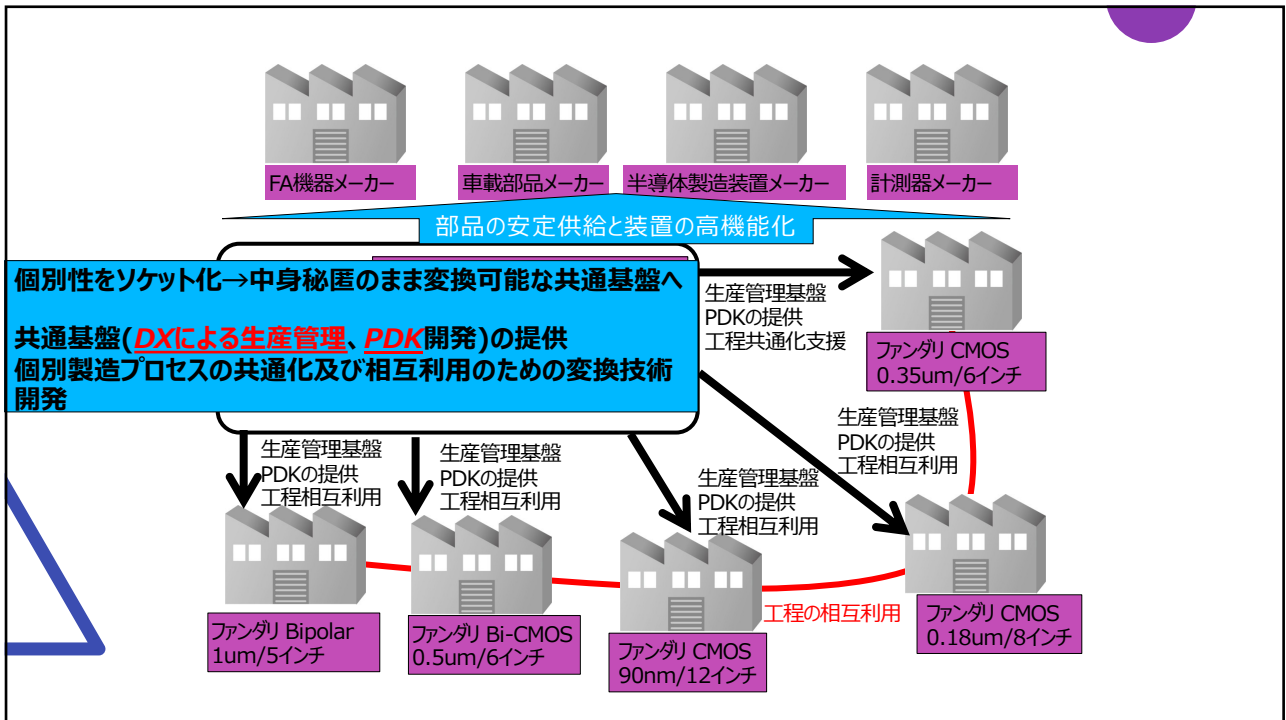 FA機器メーカー
車載部品メーカー
半導体製造装置メーカー
計測器メーカー
部品の安定供給と装置の高機能化
個別性をソケット化→中身秘匿のまま変換可能な共通基盤へ
共通基盤(DXによる生産管理、PDK開発)の提供
個別製造プロセスの共通化及び相互利用のための変換技術
開発
生産管理基盤
PDKの提供
工程共通化支援
ファンダリ CMOS
0.35um/6インチ
生産管理基盤
PDKの提供
工程相互利用
生産管理基盤
PDKの提供
工程相互利用
生産管理基盤
PDKの提供
工程相互利用
生産管理基盤
PDKの提供
工程相互利用
ファンダリ Bipolar
1um/5インチ
ファンダリ Bi-CMOS
0.5um/6インチ
ファンダリ CMOS
90nm/12インチ
工程の相互利用
ファンダリ CMOS
0.18um/8インチ